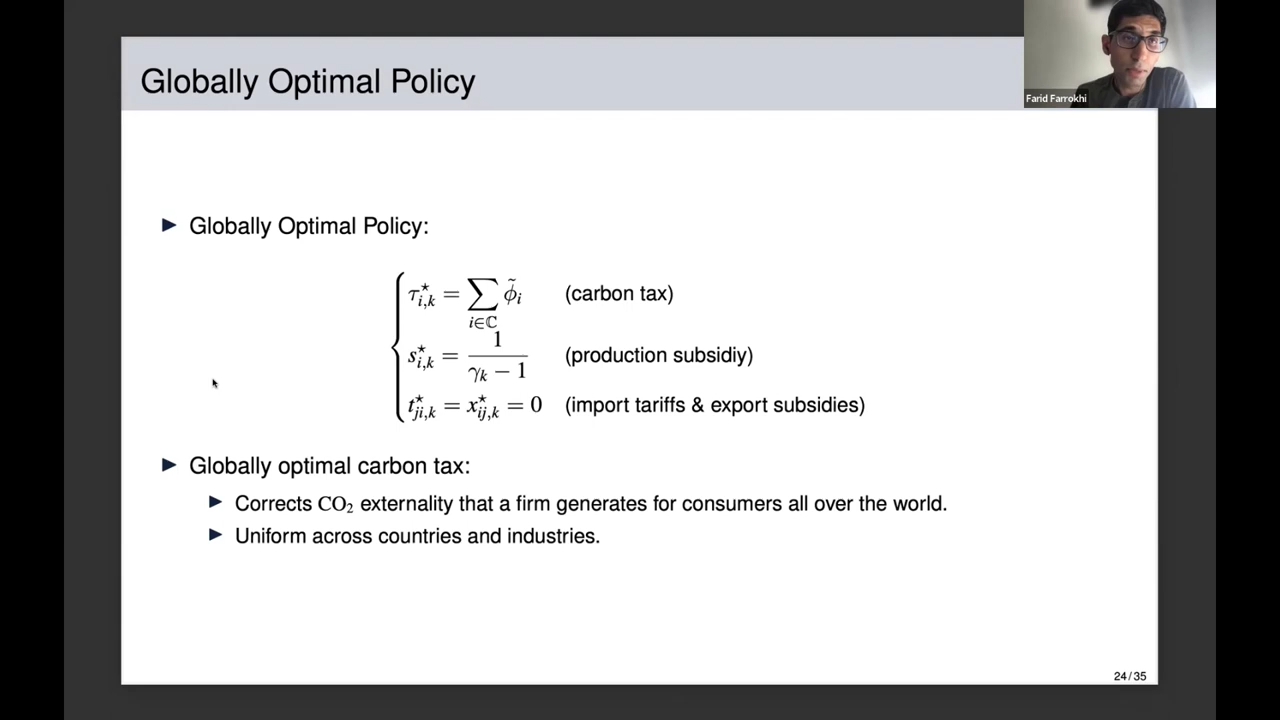 Globally Optimal Policy
Farid Farrokhi
► Globally Optimal Policy:
τ⋆i,k = ∑i∈ℂ ϕ̃i (carbon tax)
s⋆i,k = 1 / (γk − 1) (production subsidiy)
t⋆ji,k = x⋆ij,k = 0 (import tariffs & export subsidies)
► Globally optimal carbon tax:
► Corrects CO2 externality that a firm generates for consumers all over the world.
► Uniform across countries and industries.
24/35